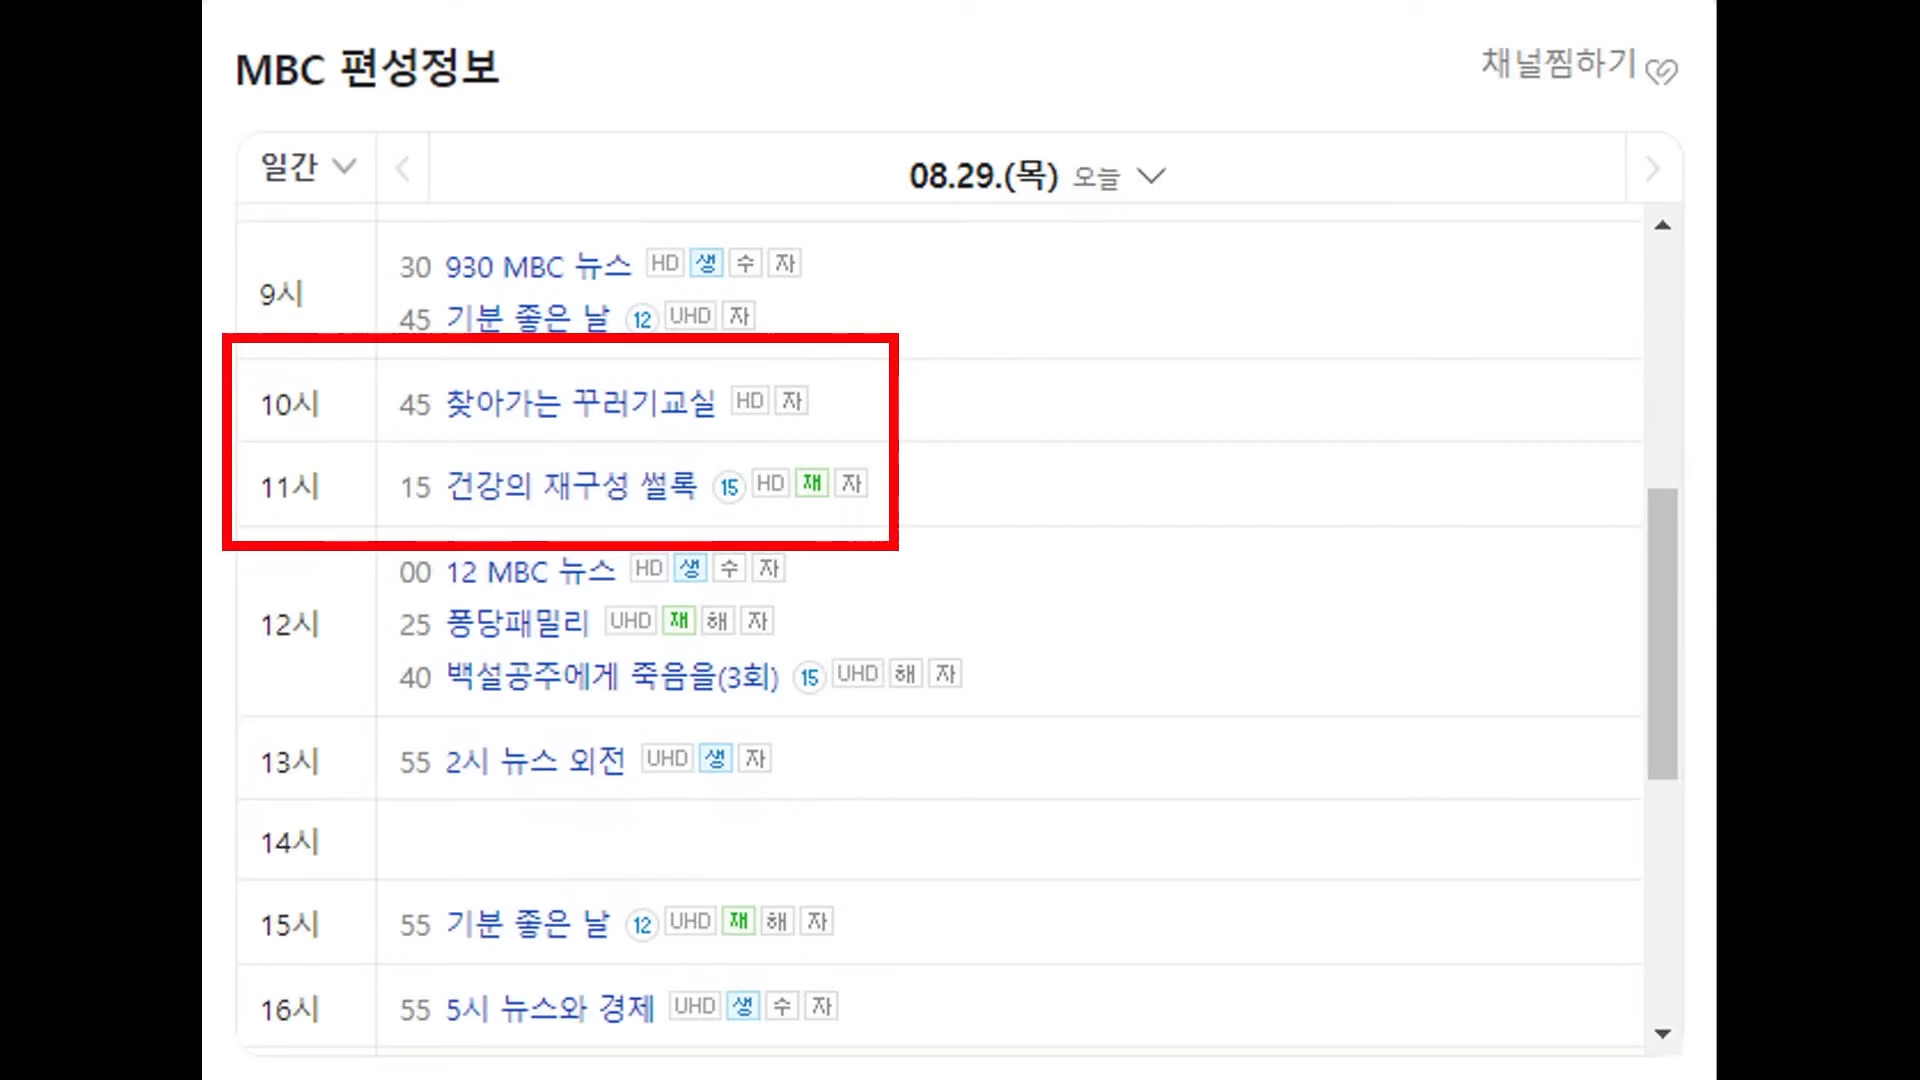 MBC 편성정보
채널찜하기
일간 08.29.(목) 오늘
9시
30 930 MBC 뉴스 HD 생 수 자
45 기분 좋은 날 12 UHD 자
10시 45 찾아가는 꾸러기교실 HD 자
11시 15 건강의 재구성 썰록 15 HD 재 자
12시
00 12 MBC 뉴스 HD 생 수 자
25 퐁당패밀리 UHD 재 해 자
40 백설공주에게 죽음을(3회) 15 UHD 해 자
13시 55 2시 뉴스 외전 UHD 생 자
14시
15시 55 기분 좋은 날 12 UHD 재 해 자
16시 55 5시 뉴스와 경제 UHD 생 수 자